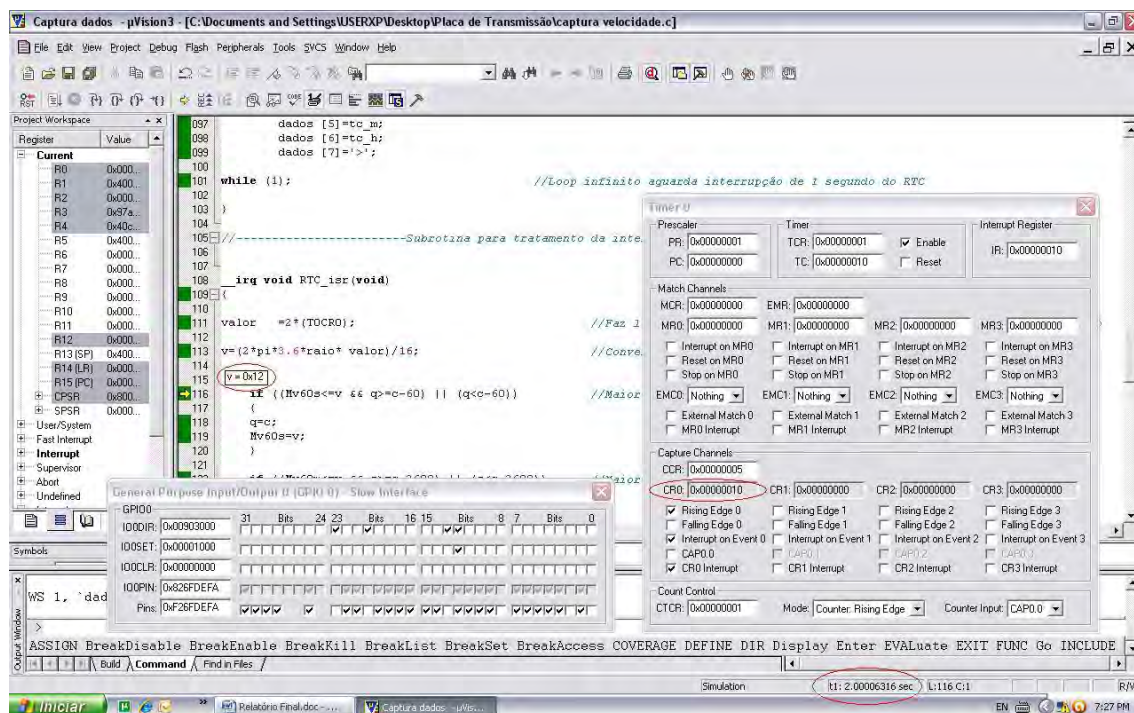 Captura dados - µVision3 - [C:\Documents and Settings\USERXP\Desktop\Placa de Transmissão\captura velocidade.c]
File Edit View Project Debug Flash Peripherals Tools SVCS Window Help
Project Workspace
Register Value
Current
R0 0x000...
R1 0x400...
R2 0x000...
R3 0x97a...
R4 0x40c...
R5 0x400...
R6 0x000...
R7 0x000...
R8 0x000...
R9 0x000...
R10 0x000...
R11 0x000...
R12 0x000...
R13 (SP) 0x400...
R14 (LR) 0x000...
R15 (PC) 0x000...
CPSR 0x800...
SPSR 0x000...
User/System
Fast Interrupt
Interrupt
Supervisor
Abort
Undefined
097 dados [5]=tc_m;
098 dados [6]=tc_h;
099 dados [7]='>';
100
101 while (1); //Loop infinito aguarda interrupção de 1 segundo do RTC
102
103 }
104
105 //------------------------Subrotina para tratamento da inte
106
107
108 __irq void RTC_isr(void)
109 {
110
111 valor =2*(T0CR0); //Faz l
112
113 v=(2*pi*3.6*raio* valor)/16; //Conve
114
115 v = 0x12
116 if ((Mv60s<=v && q>=c-60) || (q<c-60)) //Maior
117 {
118 q=c;
119 Mv60s=v;
120 }
121
Timer 0
Prescaler
PR: 0x00000001
PC: 0x00000000
Timer
TCR: 0x00000001 Enable
TC: 0x00000010 Reset
Interrupt Register
IR: 0x00000010
Match Channels
MCR: 0x00000000 EMR: 0x00000000
MR0: 0x00000000 MR1: 0x00000000 MR2: 0x00000000 MR3: 0x00000000
Interrupt on MR0 Interrupt on MR1 Interrupt on MR2 Interrupt on MR3
Reset on MR0 Reset on MR1 Reset on MR2 Reset on MR3
Stop on MR0 Stop on MR1 Stop on MR2 Stop on MR3
EMC0: Nothing EMC1: Nothing EMC2: Nothing EMC3: Nothing
External Match 0 External Match 1 External Match 2 External Match 3
MR0 Interrupt MR1 Interrupt MR2 Interrupt MR3 Interrupt
Capture Channels
CCR: 0x00000005
CR0: 0x00000010 CR1: 0x00000000 CR2: 0x00000000 CR3: 0x00000000
Rising Edge 0 Rising Edge 1 Rising Edge 2 Rising Edge 3
Falling Edge 0 Falling Edge 1 Falling Edge 2 Falling Edge 3
Interrupt on Event 0 Interrupt on Event 1 Interrupt on Event 2 Interrupt on Event 3
CAP0.0 CAP0.1 CAP0.2 CAP0.3
CR0 Interrupt CR1 Interrupt CR2 Interrupt CR3 Interrupt
Count Control
CTCR: 0x00000001 Mode: Counter: Rising Edge Counter Input: CAP0.0
General Purpose Input/Output 0 (GPIO 0) - Slow Interface
GPIO0
31 Bits 24 23 Bits 16 15 Bits 8 7 Bits 0
IO0DIR: 0x00903000
IO0SET: 0x00001000
IO0CLR: 0x00000000
IO0PIN: 0x826FDEFA
Pins: 0xF26FDEFA
Symbols
Output Window
WS 1, `dad
>
ASSIGN BreakDisable BreakEnable BreakKill BreakList BreakSet BreakAccess COVERAGE DEFINE DIR Display Enter EVALuate EXIT FUNC Go INCLUDE
Build Command Find in Files
Simulation t1: 2.00006316 sec L:116 C:1 R/W
Iniciar
Relatório Final.doc -...
Captura dados - µVis...
EN
7:27 PM